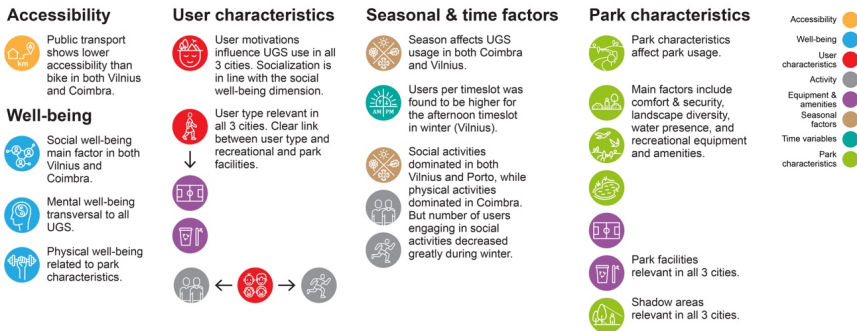 Accessibility
Public transport
shows lower
accessibility than
bike in both Vilnius
and Coimbra.
km
Well-being
Social well-being
main factor in both
Vilnius and
Coimbra.
Mental well-being
transversal to all
UGS.
Physical well-being
related to park
characteristics.
User characteristics
User motivations
influence UGS use in all
3 cities. Socialization is
in line with the social
well-being dimension.
User type relevant in
all 3 cities. Clear link
between user type and
recreational and park
facilities.
Seasonal & time factors
Season affects UGS
usage in both Coimbra
and Vilnius.
Users per timeslot was
found to be higher for
the afternoon timeslot
in winter (Vilnius).
AM PM
Social activities
dominated in both
Vilnius and Porto, while
physical activities
dominated in Coimbra.
But number of users
engaging in social
activities decreased
greatly during winter.
Park characteristics
Park characteristics
affect park usage.
Main factors include
comfort & security,
landscape diversity,
water presence, and
recreational equipment
and amenities.
Park facilities
relevant in all 3 cities.
Shadow areas
relevant in all 3 cities.
Accessibility
Well-being
User
characteristics
Activity
Equipment &
amenities
Seasonal
factors
Time variables
Park
characteristics